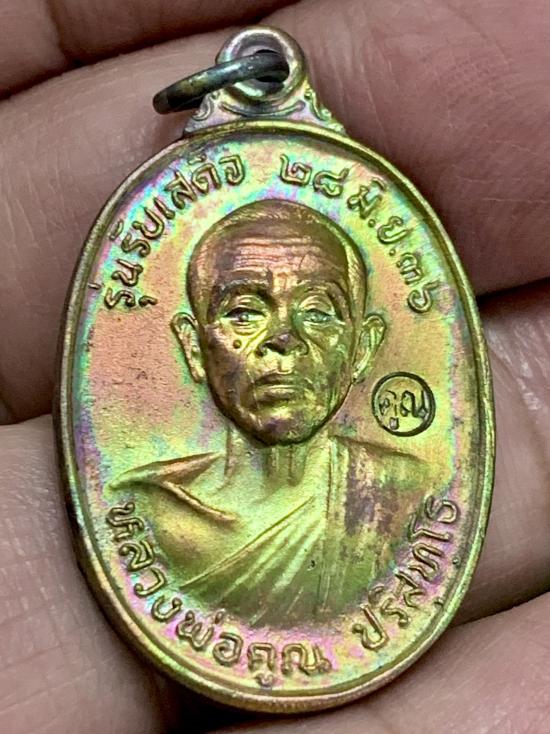 รุ่นรับเสด็จ ๒๘ มิ.ย.๓๖
คูณ
หลวงพ่อคูณ ปริสุทฺโธ